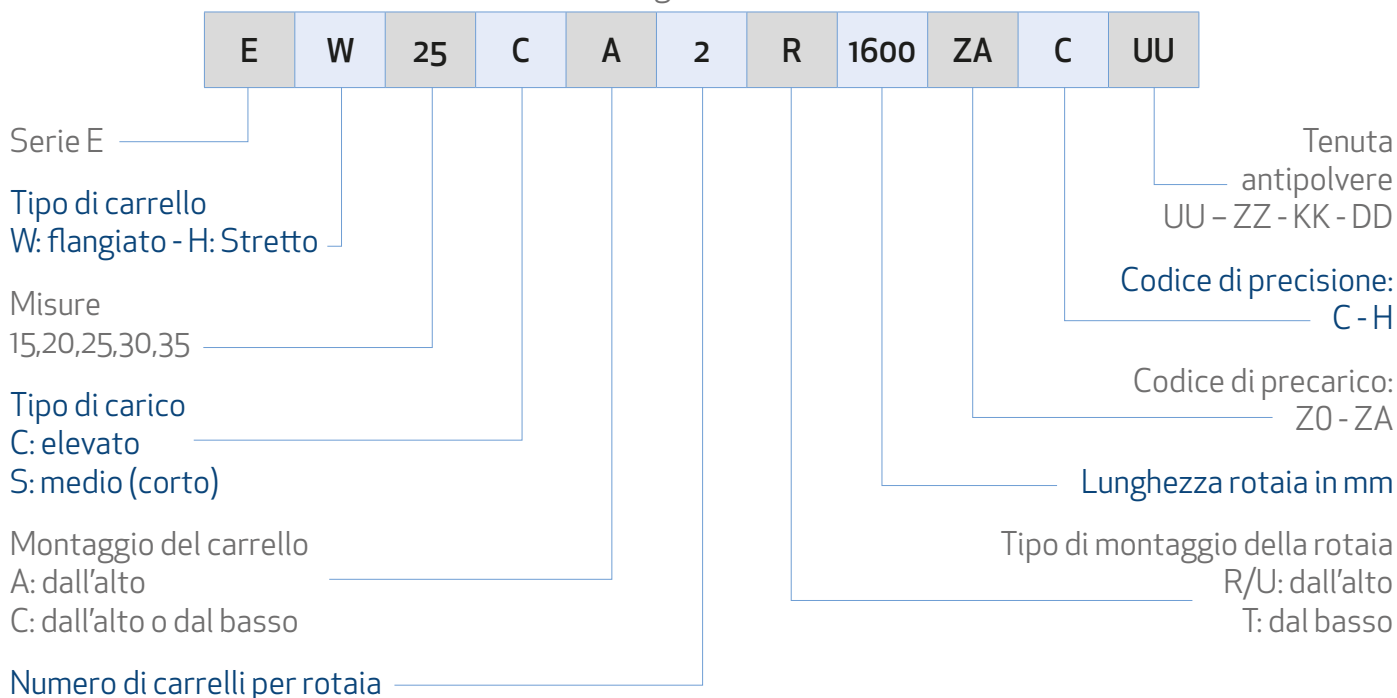 E W 25 C A 2 R 1600 ZA C UU
Serie E
Tipo di carrello
W: flangiato - H: Stretto
Misure
15,20,25,30,35
Tipo di carico
C: elevato
S: medio (corto)
Montaggio del carrello
A: dall'alto
C: dall'alto o dal basso
Numero di carrelli per rotaia
Tenuta
antipolvere
UU – ZZ - KK - DD
Codice di precisione:
C - H
Codice di precarico:
Z0 - ZA
Lunghezza rotaia in mm
Tipo di montaggio della rotaia
R/U: dall'alto
T: dal basso